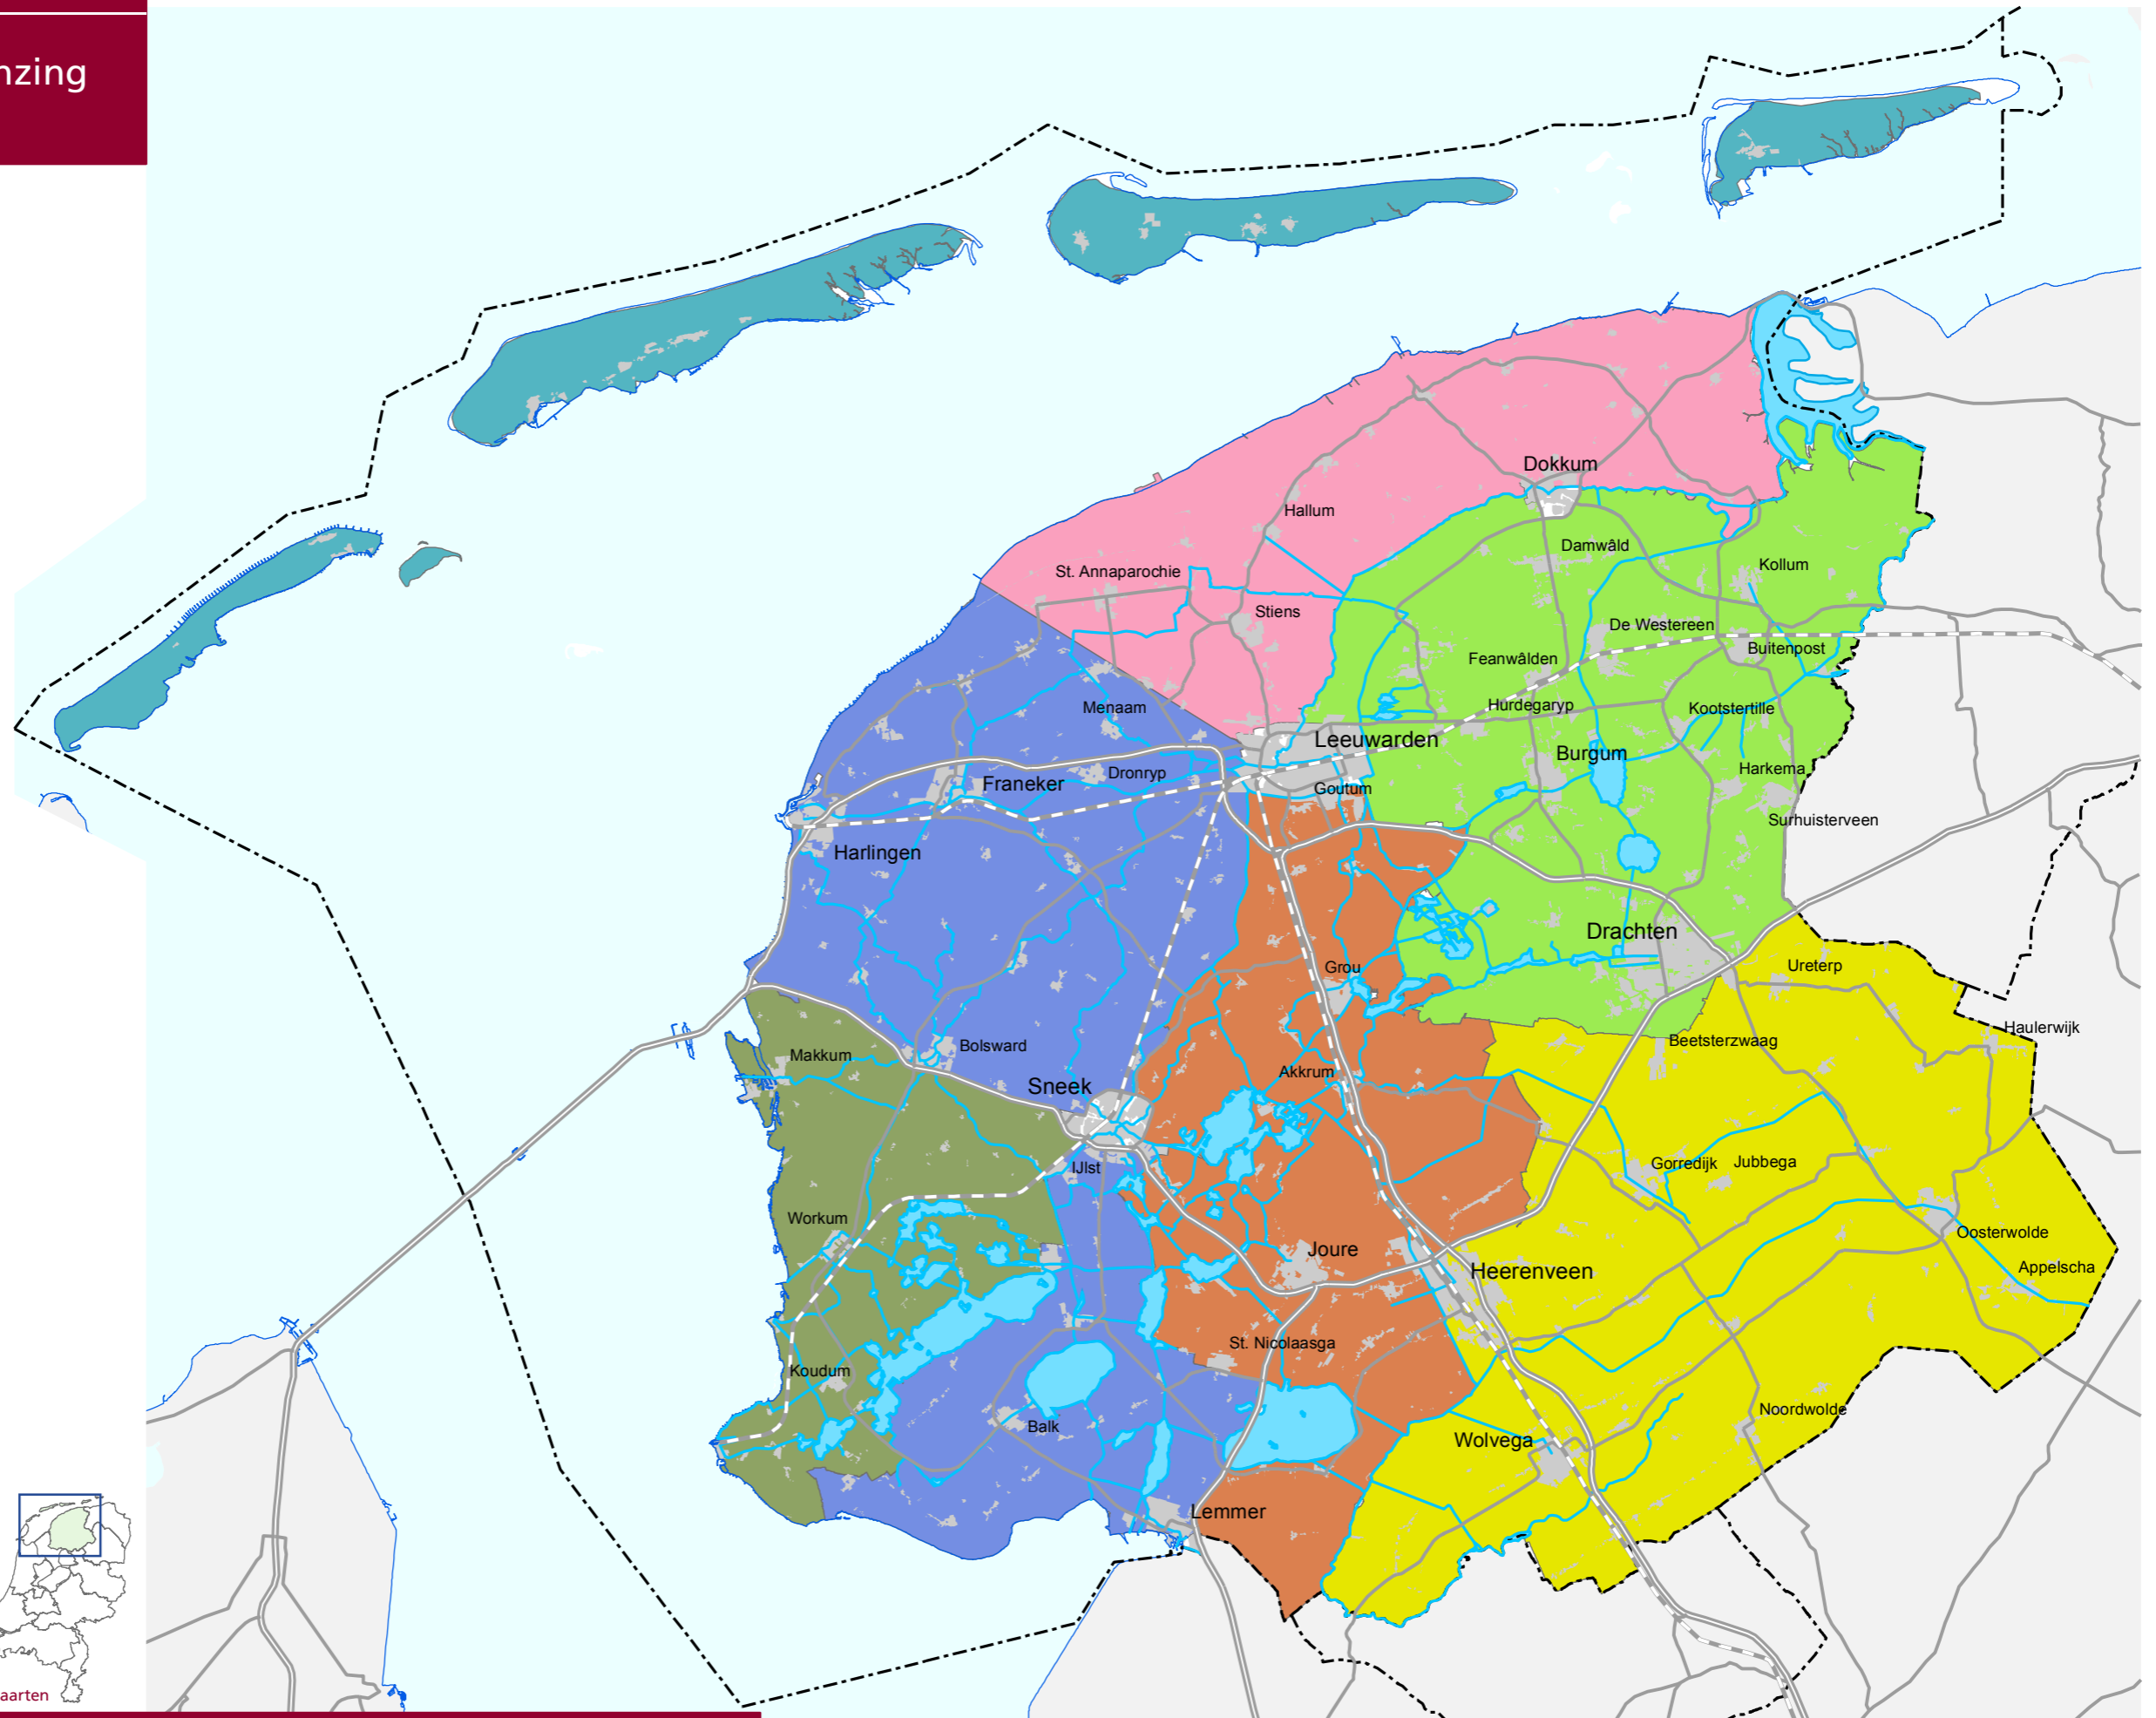 nzing
Dokkum
Hallum
Damwâld
Kollum
St. Annaparochie
Stiens
De Westereen
Buitenpost
Feanwâlden
Hurdegaryp
Kootstertille
Menaam
Leeuwarden
Burgum
Dronryp
Harkema
Franeker
Goutum
Surhuisterveen
Harlingen
Drachten
Grou
Ureterp
Haulerwijk
Beetsterzwaag
Bolsward
Makkum
Akkrum
Sneek
Gorredijk
Jubbega
IJlst
Workum
Oosterwolde
Joure
Appelscha
Heerenveen
St. Nicolaasga
Koudum
Noordwolde
Balk
Wolvega
Lemmer
aarten